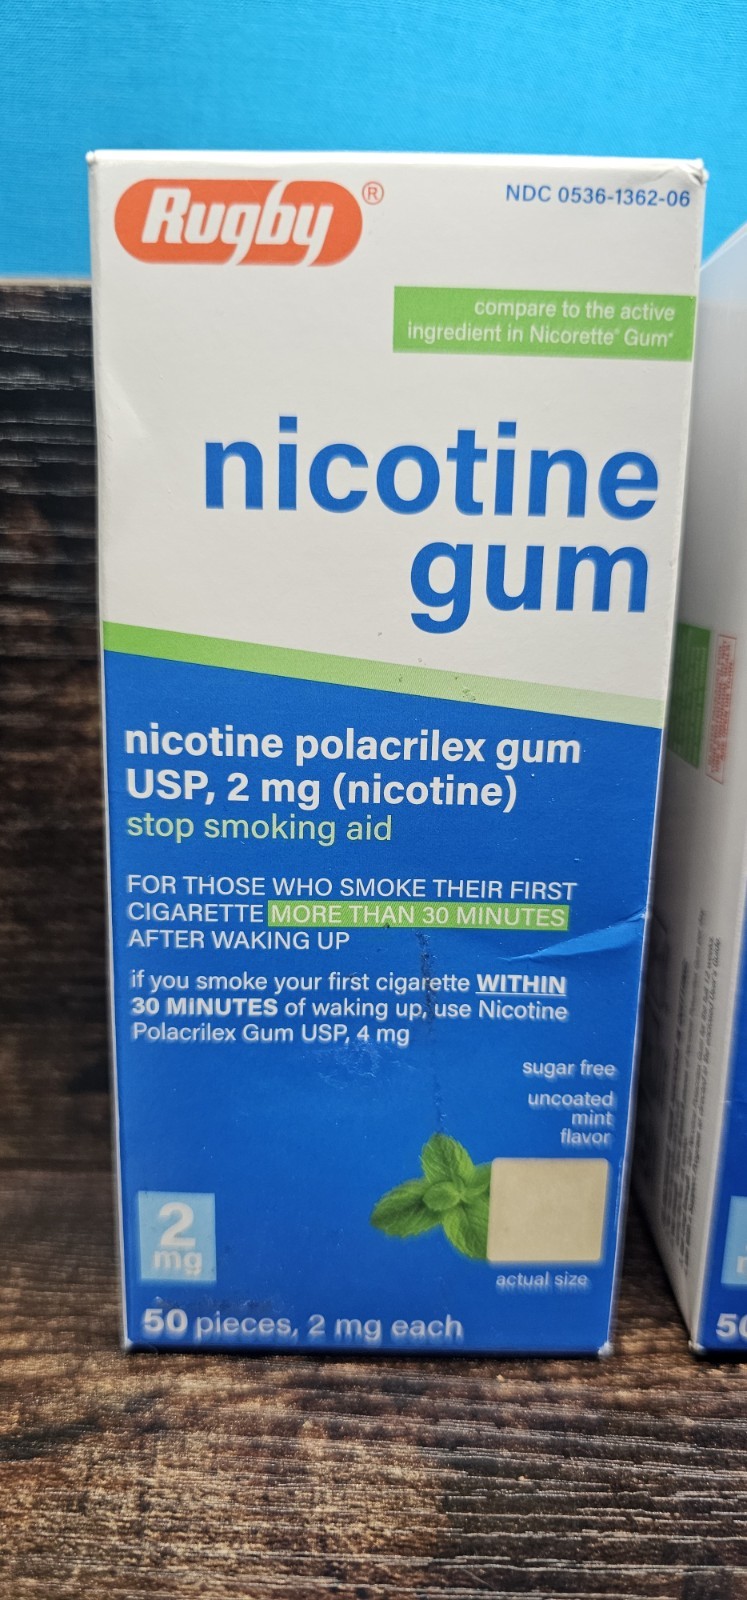 Rugby®
NDC 0536-1362-06
compare to the active
ingredient in Nicorette® Gum*
nicotine
gum
nicotine polacrilex gum
USP, 2 mg (nicotine)
stop smoking aid
FOR THOSE WHO SMOKE THEIR FIRST
CIGARETTE MORE THAN 30 MINUTES
AFTER WAKING UP
if you smoke your first cigarette WITHIN
30 MINUTES of waking up, use Nicotine
Polacrilex Gum USP, 4 mg
sugar free
uncoated
mint
flavor
2
mg
actual size
50 pieces, 2 mg each